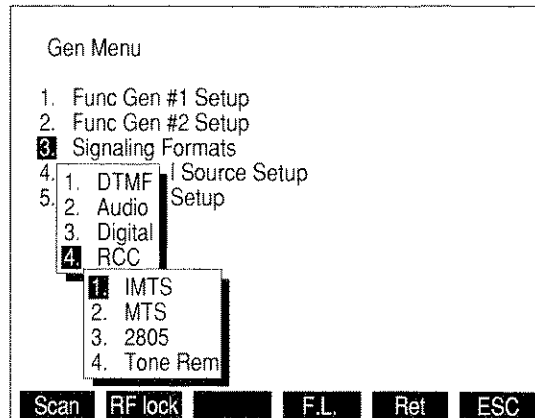 Gen Menu
1. Func Gen #1 Setup
2. Func Gen #2 Setup
3. Signaling Formats
4. l Source Setup
5. Setup
1. DTMF
2. Audio
3. Digital
4. RCC
1. IMTS
2. MTS
3. 2805
4. Tone Rem
Scan RF lock F.L. Ret ESC